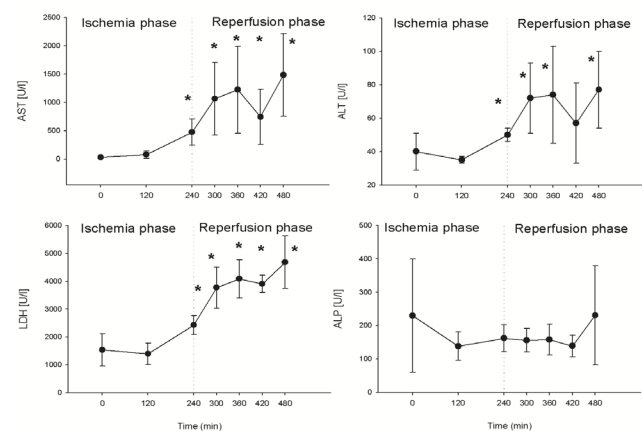 Ischemia phase Reperfusion phase
AST [U/l]
2500
2000
1500
1000
500
0
* * * * *
0 120 240 300 360 420 480
Ischemia phase Reperfusion phase
ALT [U/l]
120
100
80
60
40
20
* * * *
0 120 240 300 360 420 480
Ischemia phase Reperfusion phase
LDH [U/l]
6000
5000
4000
3000
2000
1000
0
* * * * *
0 120 240 300 360 420 480
Time (min)
Ischemia phase Reperfusion phase
ALP [U/l]
500
400
300
200
100
0
0 120 240 300 360 420 480
Time (min)